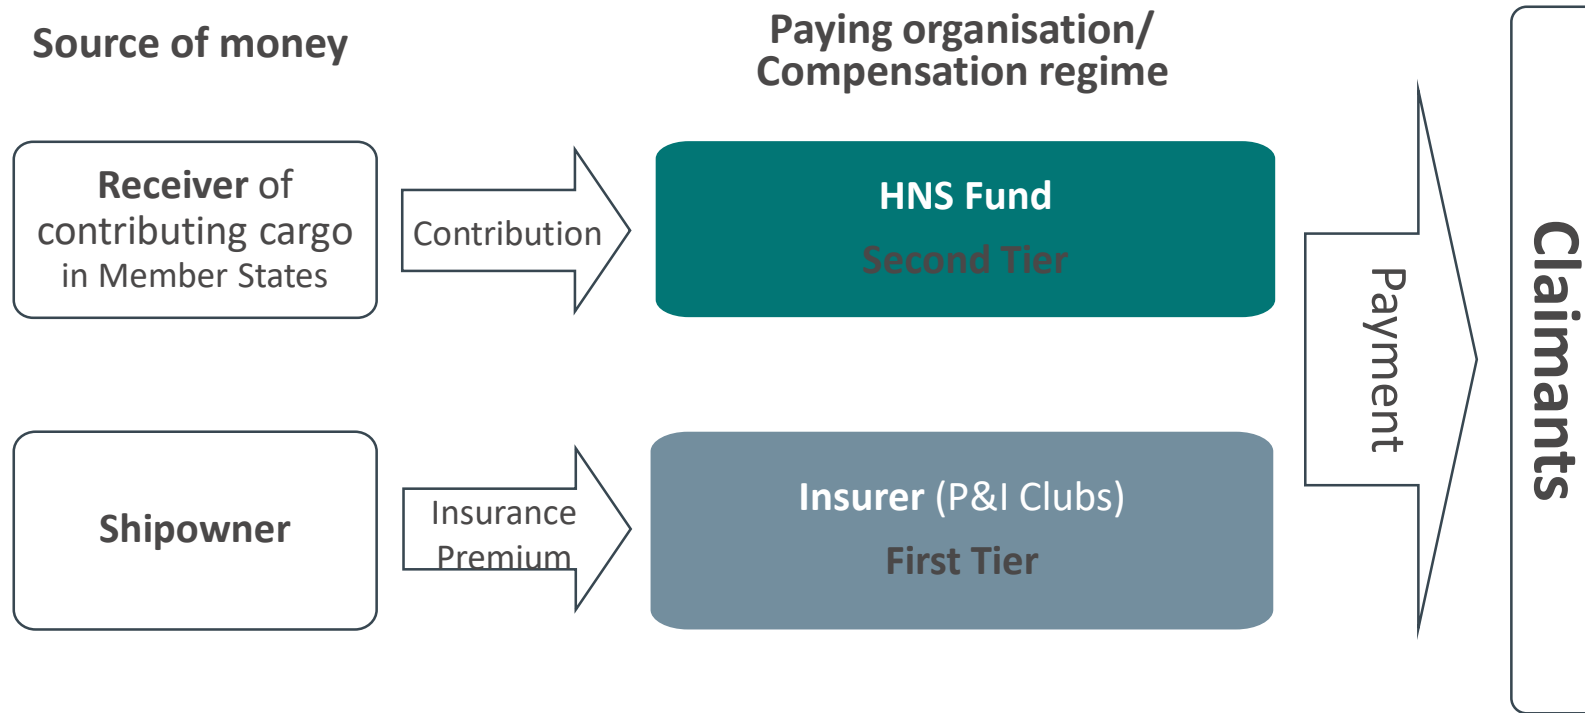 Source of money
Paying organisation/
Compensation regime
Receiver of
contributing cargo
in Member States
Contribution
HNS Fund
Second Tier
Shipowner
Insurance
Premium
Insurer (P&I Clubs)
First Tier
Payment
Claimants